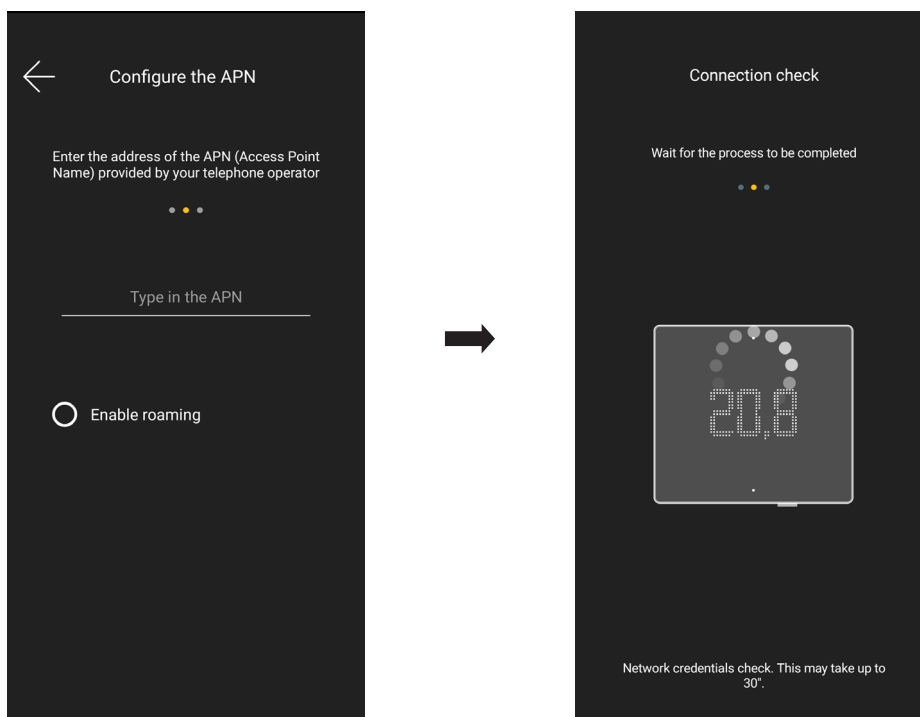 Configure the APN
Enter the address of the APN (Access Point
Name) provided by your telephone operator
Type in the APN
Enable roaming
Connection check
Wait for the process to be completed
20,8
Network credentials check. This may take up to
30".